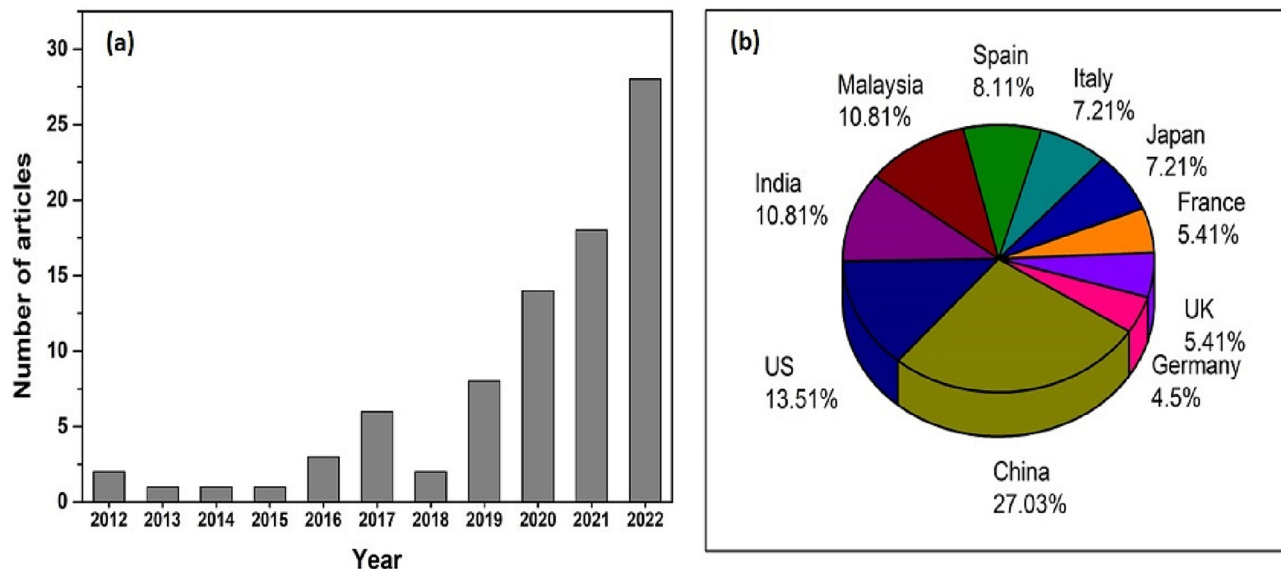 (a)
30
25
20
15
10
5
0
Number of articles
2012 2013 2014 2015 2016 2017 2018 2019 2020 2021 2022
Year
(b)
Spain
8.11%
Italy
7.21%
Japan
7.21%
France
5.41%
UK
5.41%
Germany
4.5%
China
27.03%
US
13.51%
India
10.81%
Malaysia
10.81%